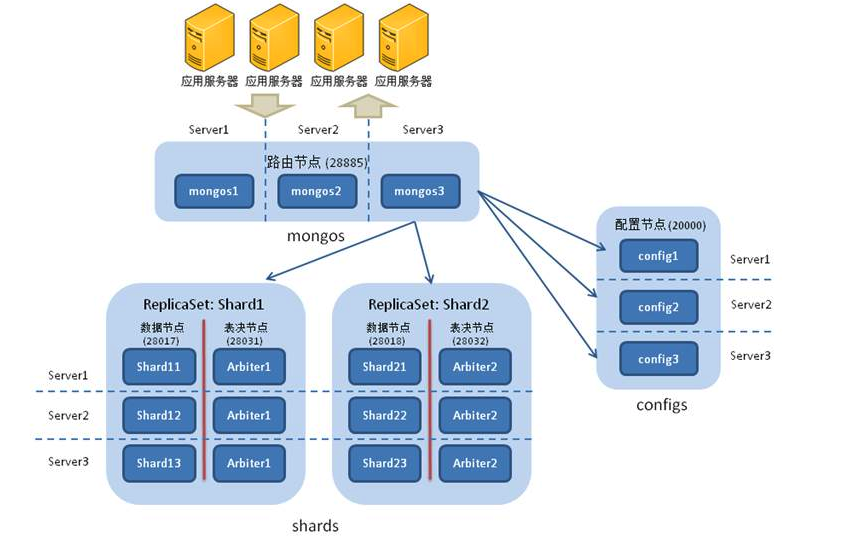 应用服务器 应用服务器 应用服务器 应用服务器
Server1 Server2 Server3
路由节点 (28885)
mongos1 mongos2 mongos3
mongos
配置节点 (20000)
config1 Server1
config2 Server2
config3 Server3
configs
ReplicaSet: Shard1
数据节点 表决节点
(28017) (28031)
ReplicaSet: Shard2
数据节点 表决节点
(28018) (28032)
Server1 Shard11 Arbiter1 Shard21 Arbiter2
Server2 Shard12 Arbiter1 Shard22 Arbiter2
Server3 Shard13 Arbiter1 Shard23 Arbiter2
shards